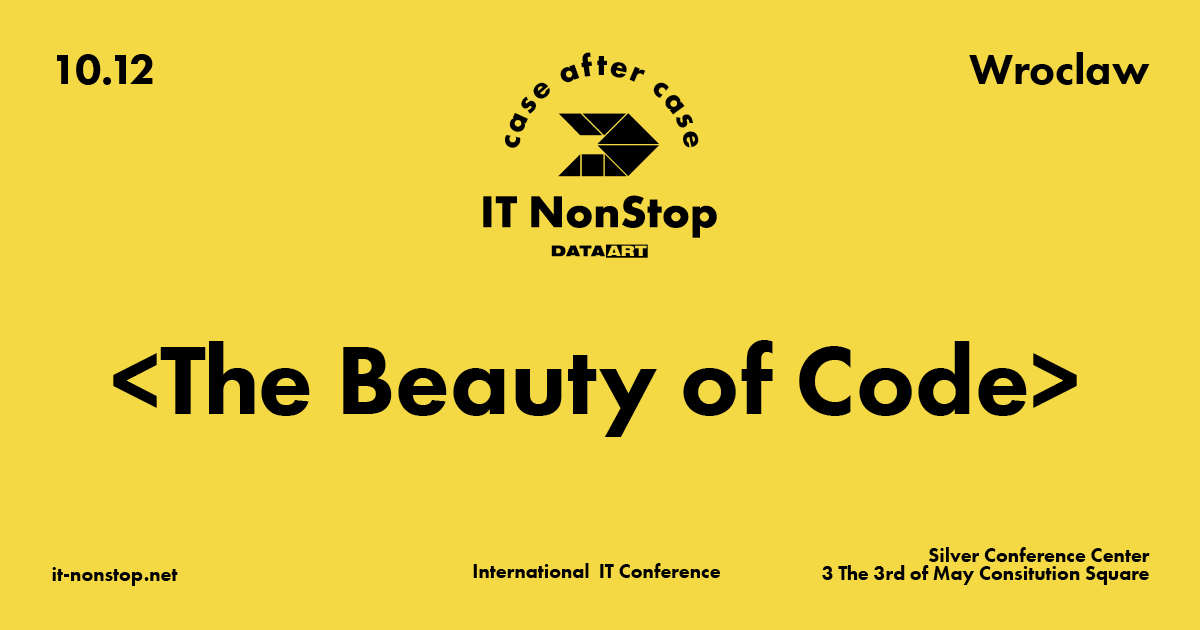 10.12
Wroclaw
case after case
IT NonStop
DATAART
<The Beauty of Code>
it-nonstop.net
International IT Conference
Silver Conference Center
3 The 3rd of May Consitution Square